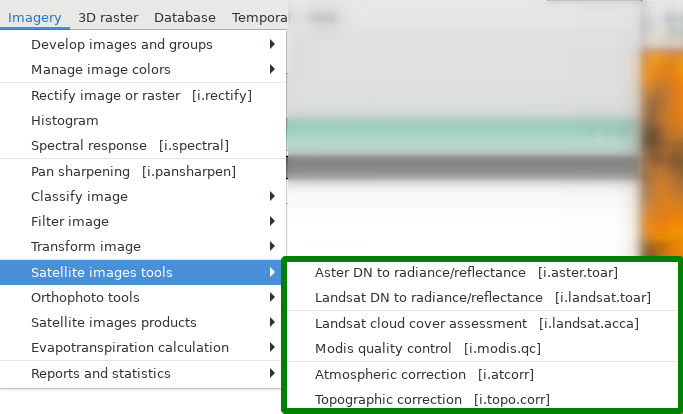 Imagery 3D raster Database Tempora
Develop images and groups
Manage image colors
Rectify image or raster [i.rectify]
Histogram
Spectral response [i.spectral]
Pan sharpening [i.pansharpen]
Classify image
Filter image
Transform image
Satellite images tools
Orthophoto tools
Satellite images products
Evapotranspiration calculation
Reports and statistics
Aster DN to radiance/reflectance [i.aster.toar]
Landsat DN to radiance/reflectance [i.landsat.toar]
Landsat cloud cover assessment [i.landsat.acca]
Modis quality control [i.modis.qc]
Atmospheric correction [i.atcorr]
Topographic correction [i.topo.corr]